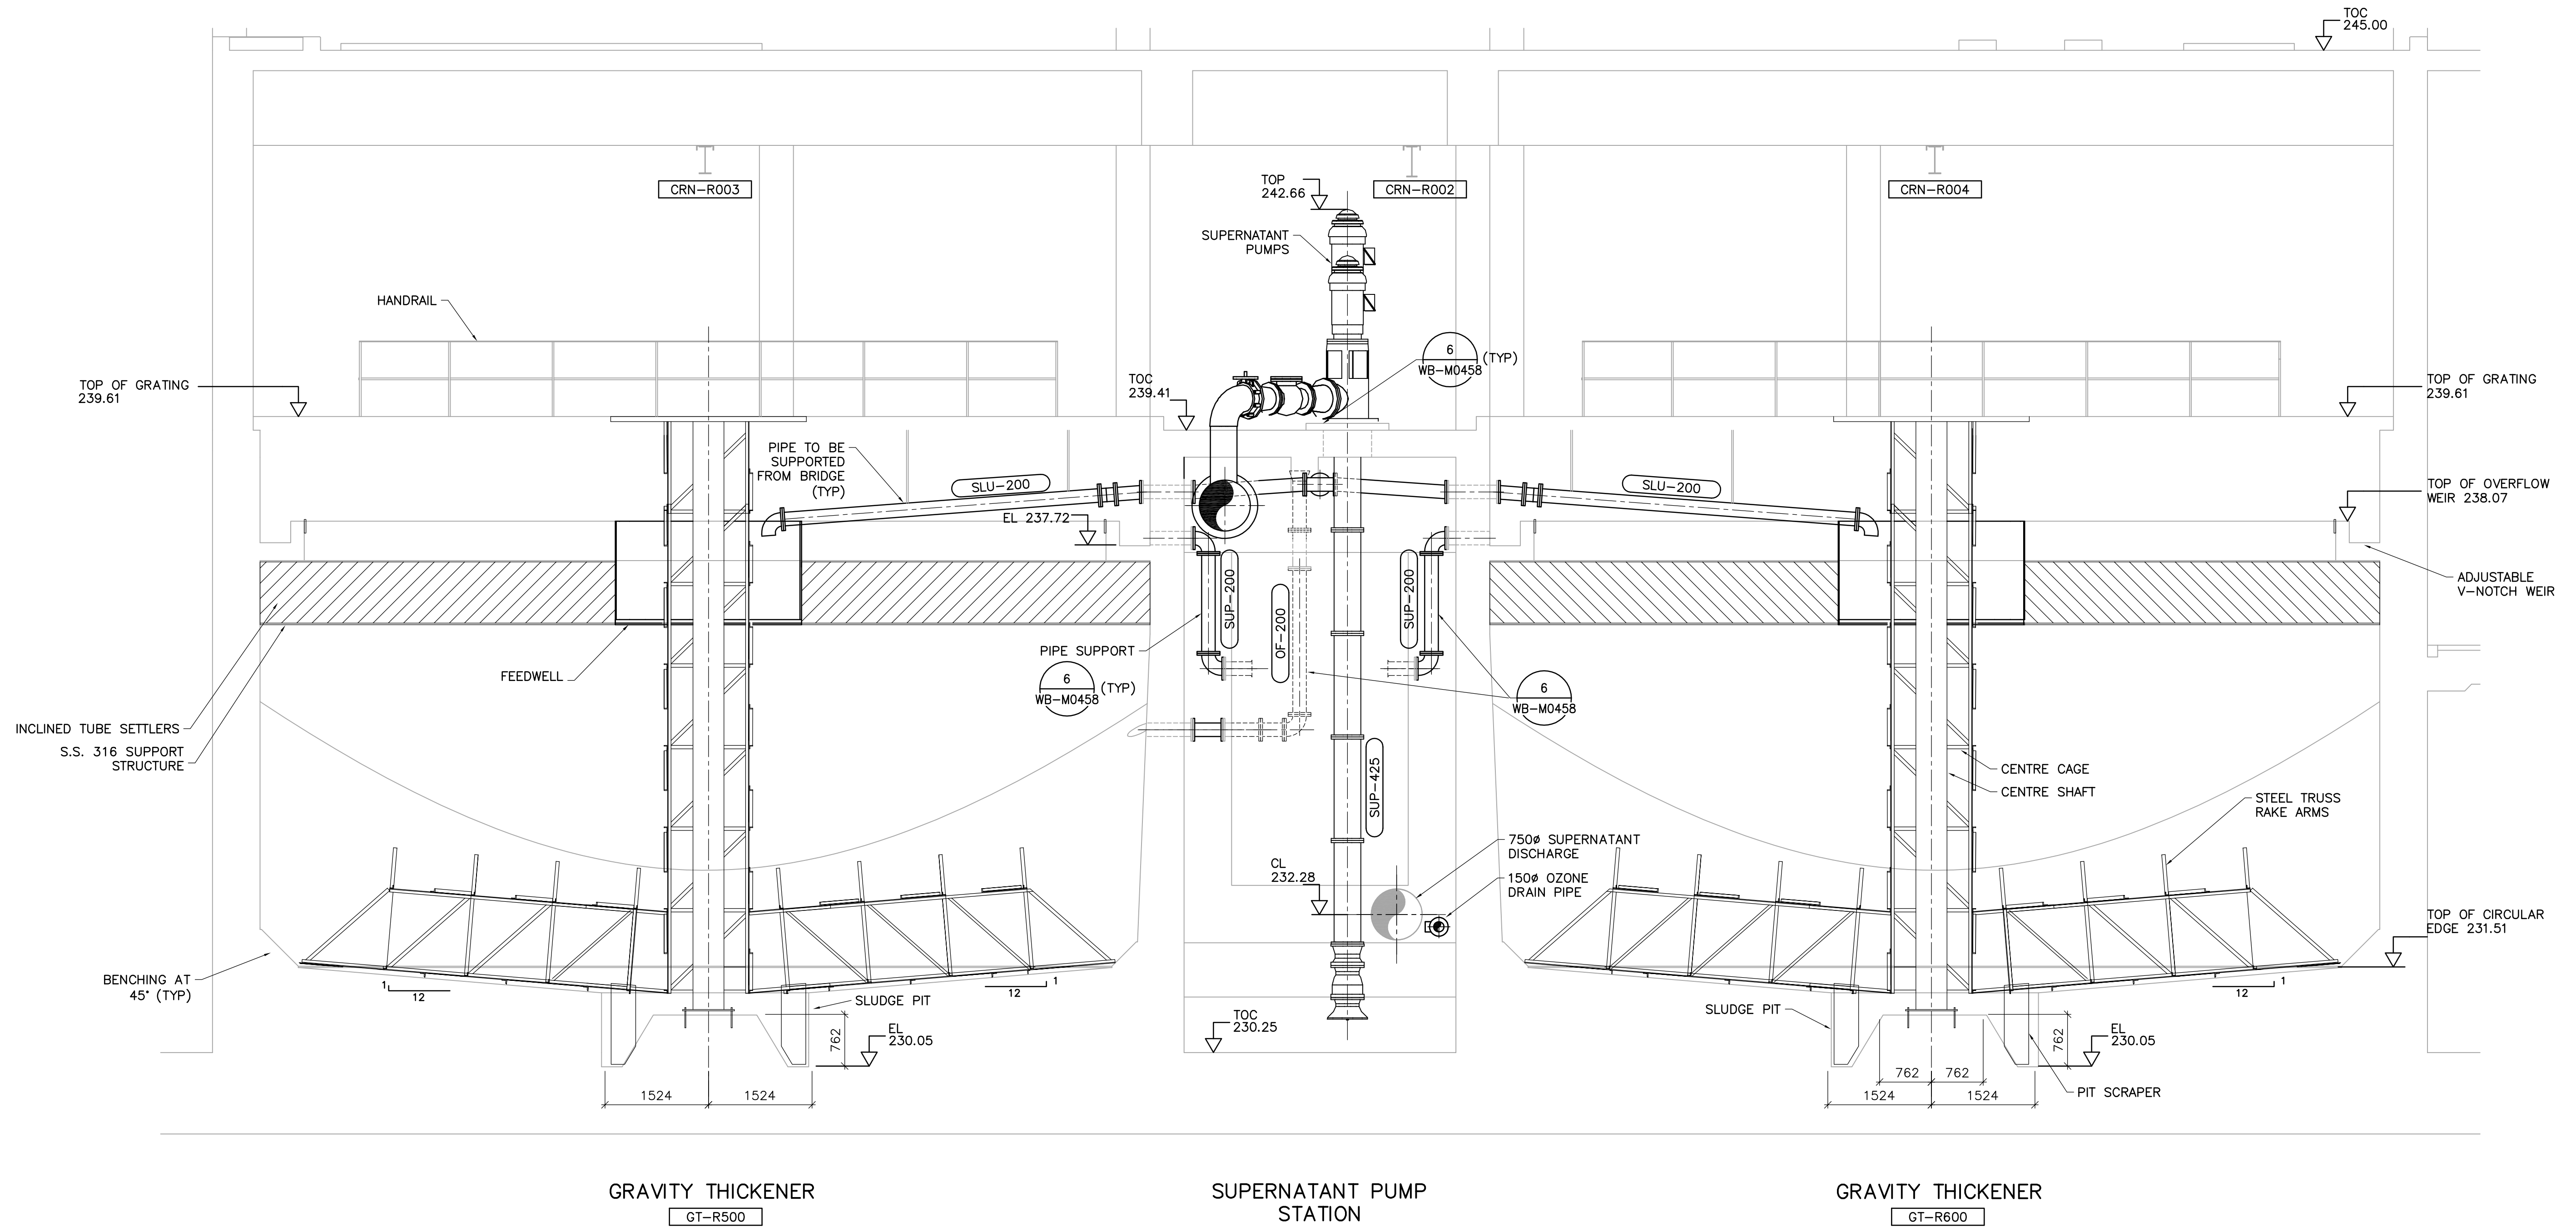 TOC
245.00
CRN-R003
CRN-R002
CRN-R004
TOP
242.66
SUPERNATANT
PUMPS
HANDRAIL
6
WB-M0458
(TYP)
TOP OF GRATING
239.61
TOC
239.41
TOP OF GRATING
239.61
PIPE TO BE
SUPPORTED
FROM BRIDGE
(TYP)
SLU-200
SLU-200
TOP OF OVERFLOW
WEIR 238.07
EL 237.72
SUP-200
OF-200
SUP-200
ADJUSTABLE
V-NOTCH WEIR
PIPE SUPPORT
FEEDWELL
6
WB-M0458
(TYP)
6
WB-M0458
INCLINED TUBE SETTLERS
S.S. 316 SUPPORT
STRUCTURE
SUP-425
CENTRE CAGE
CENTRE SHAFT
STEEL TRUSS
RAKE ARMS
750ø SUPERNATANT
DISCHARGE
CL
232.28
150ø OZONE
DRAIN PIPE
TOP OF CIRCULAR
EDGE 231.51
BENCHING AT
45° (TYP)
1
12
1
12
1
12
SLUDGE PIT
SLUDGE PIT
TOC
230.25
762
EL
230.05
762
EL
230.05
762
762
1524
1524
1524
1524
PIT SCRAPER
GRAVITY THICKENER
GT-R500
SUPERNATANT PUMP
STATION
GRAVITY THICKENER
GT-R600